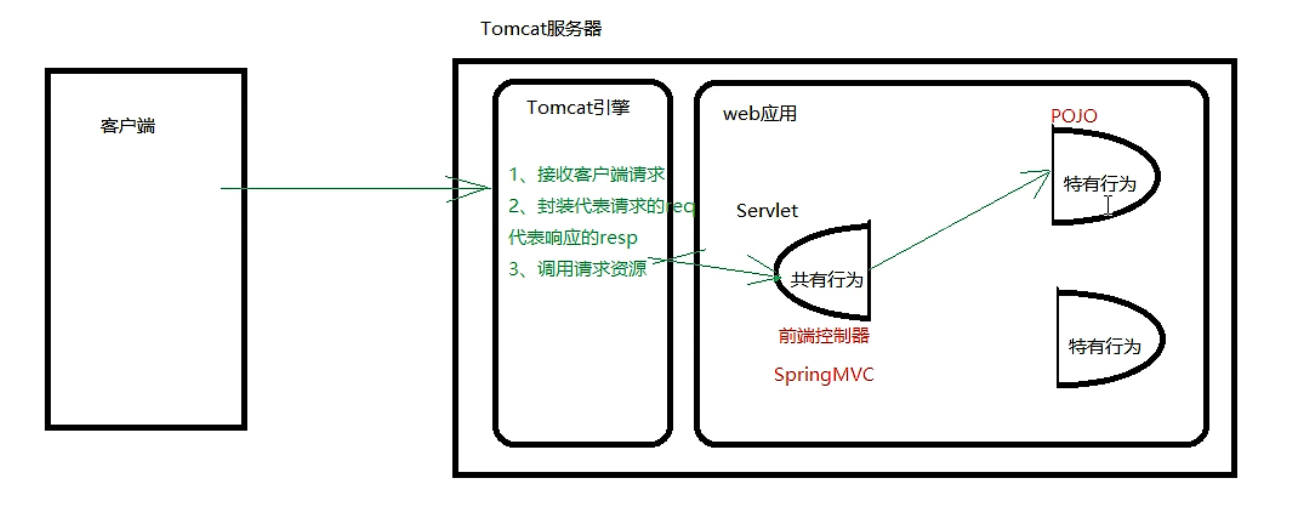 Tomcat服务器
客户端
Tomcat引擎
1、接收客户端请求
2、封装代表请求的req
代表响应的resp
3、调用请求资源
web应用
Servlet
共有行为
前端控制器
SpringMVC
POJO
特有行为
特有行为